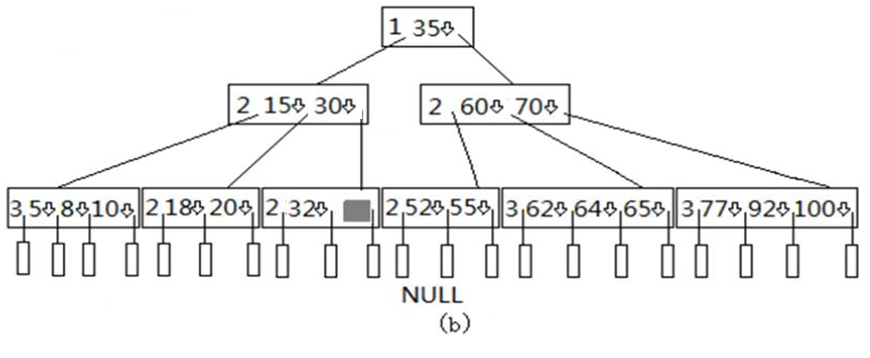 1 35⇩
2 15⇩ 30⇩
2 60⇩ 70⇩
3 5⇩ 8⇩ 10⇩
2 18⇩ 20⇩
2 32⇩
2 52⇩ 55⇩
3 62⇩ 64⇩ 65⇩
3 77⇩ 92⇩ 100⇩
NULL
(b)